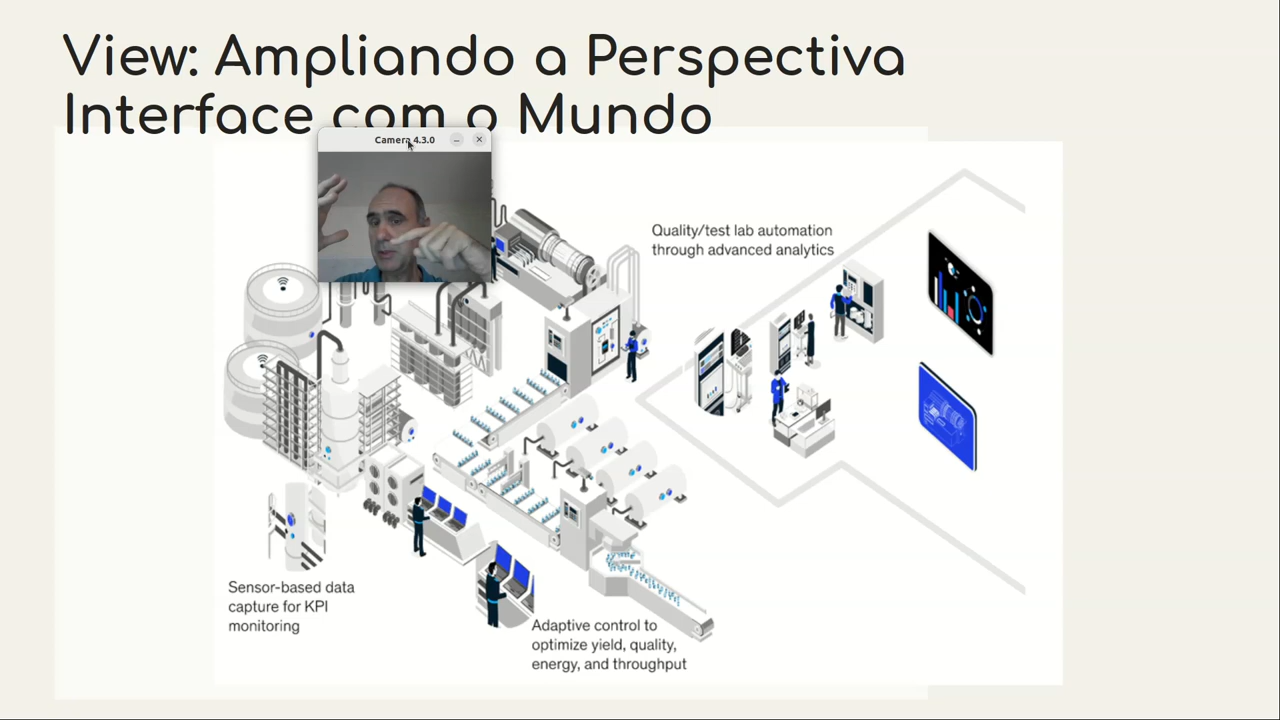 View: Ampliando a Perspectiva
Interface com o Mundo
Camera 4.3.0
Quality/test lab automation
through advanced analytics
Sensor-based data
capture for KPI
monitoring
Adaptive control to
optimize yield, quality,
energy, and throughput